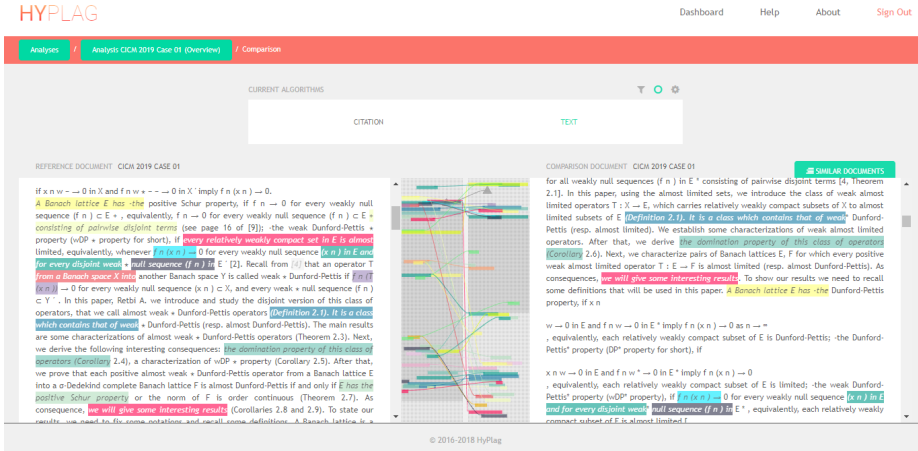 HYPLAG
Dashboard Help About Sign Out
Analyses / Analysis CICM 2019 Case 01 (Overview) / Comparison
CURRENT ALGORITHMS
CITATION TEXT
REFERENCE DOCUMENT CICM 2019 CASE 01
if x n w – → 0 in X and f n w ∗ – – → 0 in X ´ imply f n (x n ) → 0.
A Banach lattice E has -the positive Schur property, if f n → 0 for every weakly null
sequence (f n ) ⊂ E + , equivalently, f n → 0 for every weakly null sequence (f n ) ⊂ E +
consisting of pairwise disjoint terms (see page 16 of [9]); -the weak Dunford-Pettis ∗
property (wDP ∗ property for short), if every relatively weakly compact set in E is almost
limited, equivalently, whenever f n (x n ) → 0 for every weakly null sequence (x n ) in E and
for every disjoint weak ∗ null sequence (f n ) in E ´ [2]. Recall from [4] that an operator T
from a Banach space X into another Banach space Y is called weak ∗ Dunford-Pettis if f n (T
(x n )) → 0 for every weakly null sequence (x n ) ⊂ X, and every weak ∗ null sequence (f n )
⊂ Y ´ . In this paper, Retbi A. we introduce and study the disjoint version of this class of
operators, that we call almost weak ∗ Dunford-Pettis operators (Definition 2.1). It is a class
which contains that of weak ∗ Dunford-Pettis (resp. almost Dunford-Pettis). The main results
are some characterizations of almost weak ∗ Dunford-Pettis operators (Theorem 2.3). Next,
we derive the following interesting consequences: the domination property of this class of
operators (Corollary 2.4), a characterization of wDP ∗ property (Corollary 2.5). After that,
we prove that each positive almost weak ∗ Dunford-Pettis operator from a Banach lattice E
into a σ-Dedekind complete Banach lattice F is almost Dunford-Pettis if and only if E has the
positive Schur property or the norm of F is order continuous (Theorem 2.7). As
consequence, we will give some interesting results (Corollaries 2.8 and 2.9). To state our
results, we need to fix some notations and recall some definitions. A Banach lattice is a
COMPARISON DOCUMENT CICM 2019 CASE 01
SIMILAR DOCUMENTS
for all weakly null sequences (f n ) in E * consisting of pairwise disjoint terms [4, Theorem
2.1]. In this paper, using the almost limited sets, we introduce the class of weak almost
limited operators T : X → E, which carries relatively weakly compact subsets of X to almost
limited subsets of E (Definition 2.1). It is a class which contains that of weak* Dunford-
Pettis (resp. almost limited). We establish some characterizations of weak almost limited
operators. After that, we derive the domination property of this class of operators
(Corollary 2.6). Next, we characterize pairs of Banach lattices E, F for which every positive
weak almost limited operator T : E → F is almost limited (resp. almost Dunford-Pettis). As
consequences, we will give some interesting results. To show our results we need to recall
some definitions that will be used in this paper. A Banach lattice E has -the Dunford-Pettis
property, if x n
w → 0 in E and f n w → 0 in E * imply f n (x n ) → 0 as n → ∞
, equivalently, each relatively weakly compact subset of E is Dunford-Pettis; -the Dunford-
Pettis* property (DP* property for short), if
x n w → 0 in E and f n w * → 0 in E * imply f n (x n ) → 0
, equivalently, each relatively weakly compact subset of E is limited; -the weak Dunford-
Pettis* property (wDP* property), if f n (x n ) → 0 for every weakly null sequence (x n ) in E
and for every disjoint weak* null sequence (f n ) in E * , equivalently, each relatively weakly
compact subset of E is almost limited [
© 2016-2018 HyPlag